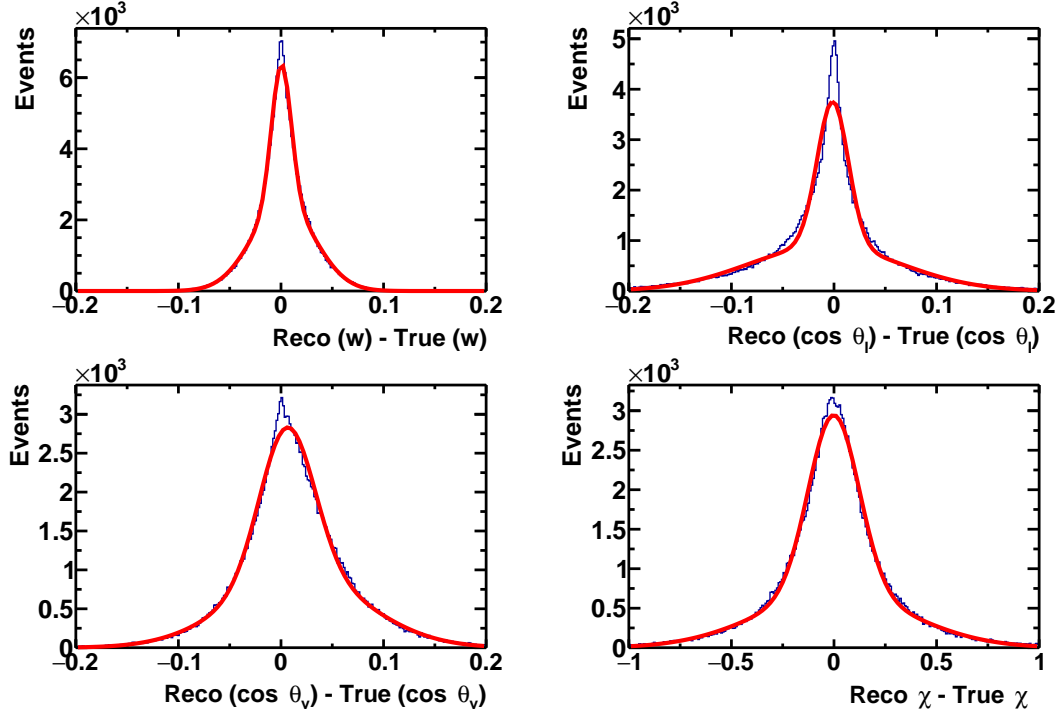 ×10³
Events
6
4
2
0
−0.2 −0.1 0 0.1 0.2
Reco (w) - True (w)
×10³
Events
5
4
3
2
1
0
−0.2 −0.1 0 0.1 0.2
Reco (cos θₗ) - True (cos θₗ)
×10³
Events
3
2.5
2
1.5
1
0.5
0
−0.2 −0.1 0 0.1 0.2
Reco (cos θᵥ) - True (cos θᵥ)
×10³
Events
3
2.5
2
1.5
1
0.5
0
−1 −0.5 0 0.5 1
Reco χ - True χ